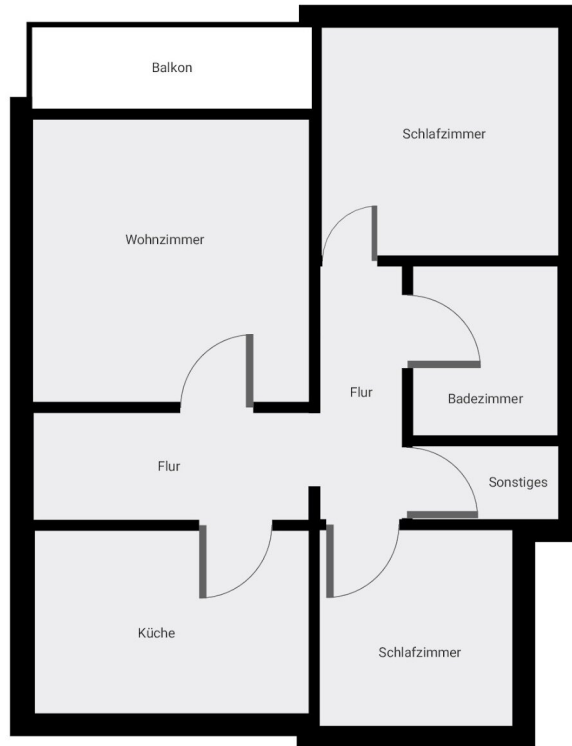 Balkon
Schlafzimmer
Wohnzimmer
Flur
Badezimmer
Flur
Sonstiges
Küche
Schlafzimmer